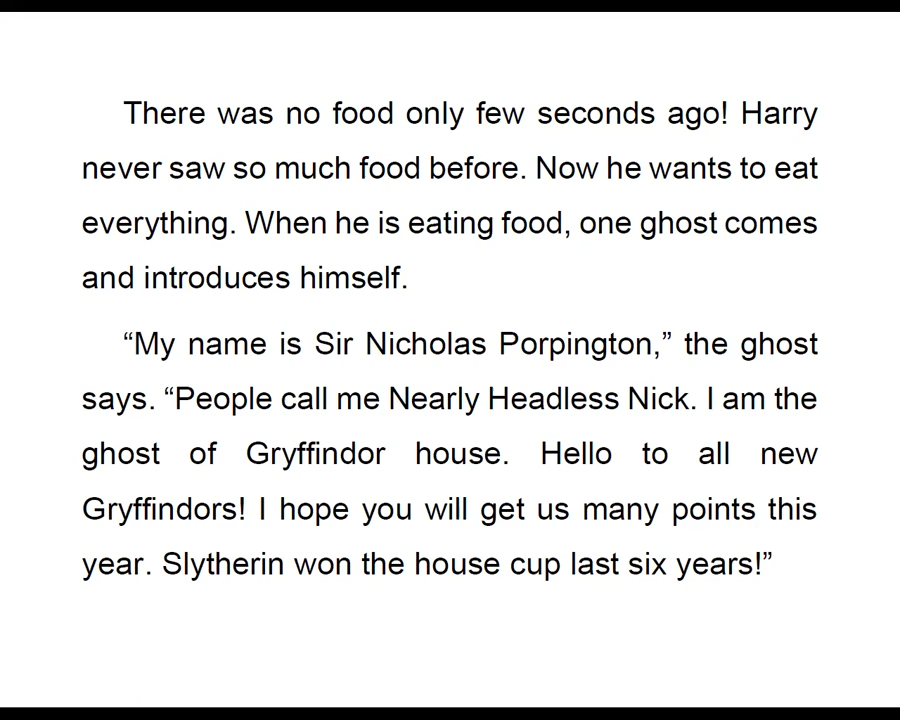 There was no food only few seconds ago! Harry
never saw so much food before. Now he wants to eat
everything. When he is eating food, one ghost comes
and introduces himself.
“My name is Sir Nicholas Porpington,” the ghost
says. “People call me Nearly Headless Nick. I am the
ghost of Gryffindor house. Hello to all new
Gryffindors! I hope you will get us many points this
year. Slytherin won the house cup last six years!”